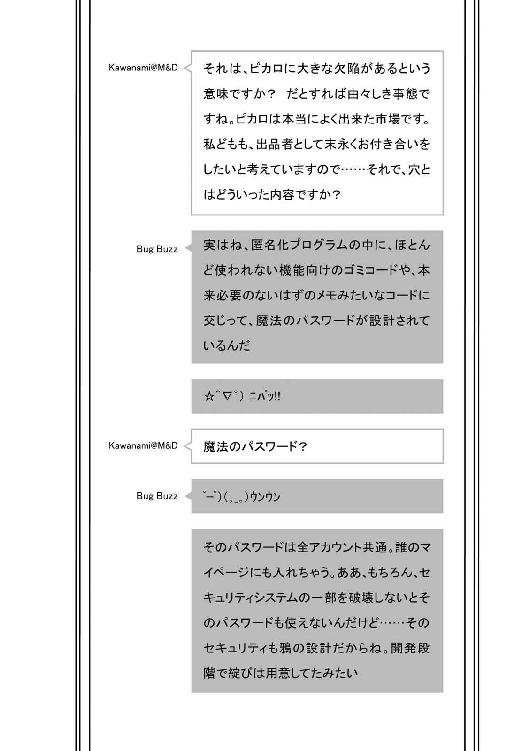 Kawanami@M&D
それは、ピカロに大きな欠陥があるという
意味ですか？　だとすれば由々しき事態で
すね。ピカロは本当によく出来た市場です。
私どもも、出品者として末永くお付き合いを
したいと考えていますので……それで、穴と
はどういった内容ですか？
Bug Buzz
実はね、匿名化プログラムの中に、ほとん
ど使われない機能向けのゴミコードや、本
来必要のないはずのメモみたいなコードに
交じって、魔法のパスワードが設計されて
いるんだ
☆^▽^) ﾆﾊﾟｯ!!
Kawanami@M&D
魔法のパスワード？
Bug Buzz
ﾟ−ﾟ)(｡_｡)ｳﾝｳﾝ
そのパスワードは全アカウント共通。誰のマ
イページにも入れちゃう。ああ、もちろん、セ
キュリティシステムの一部を破壊しないとそ
のパスワードも使えないんだけど……その
セキュリティも鴉の設計だからね。開発段
階で綻びは用意してたみたい